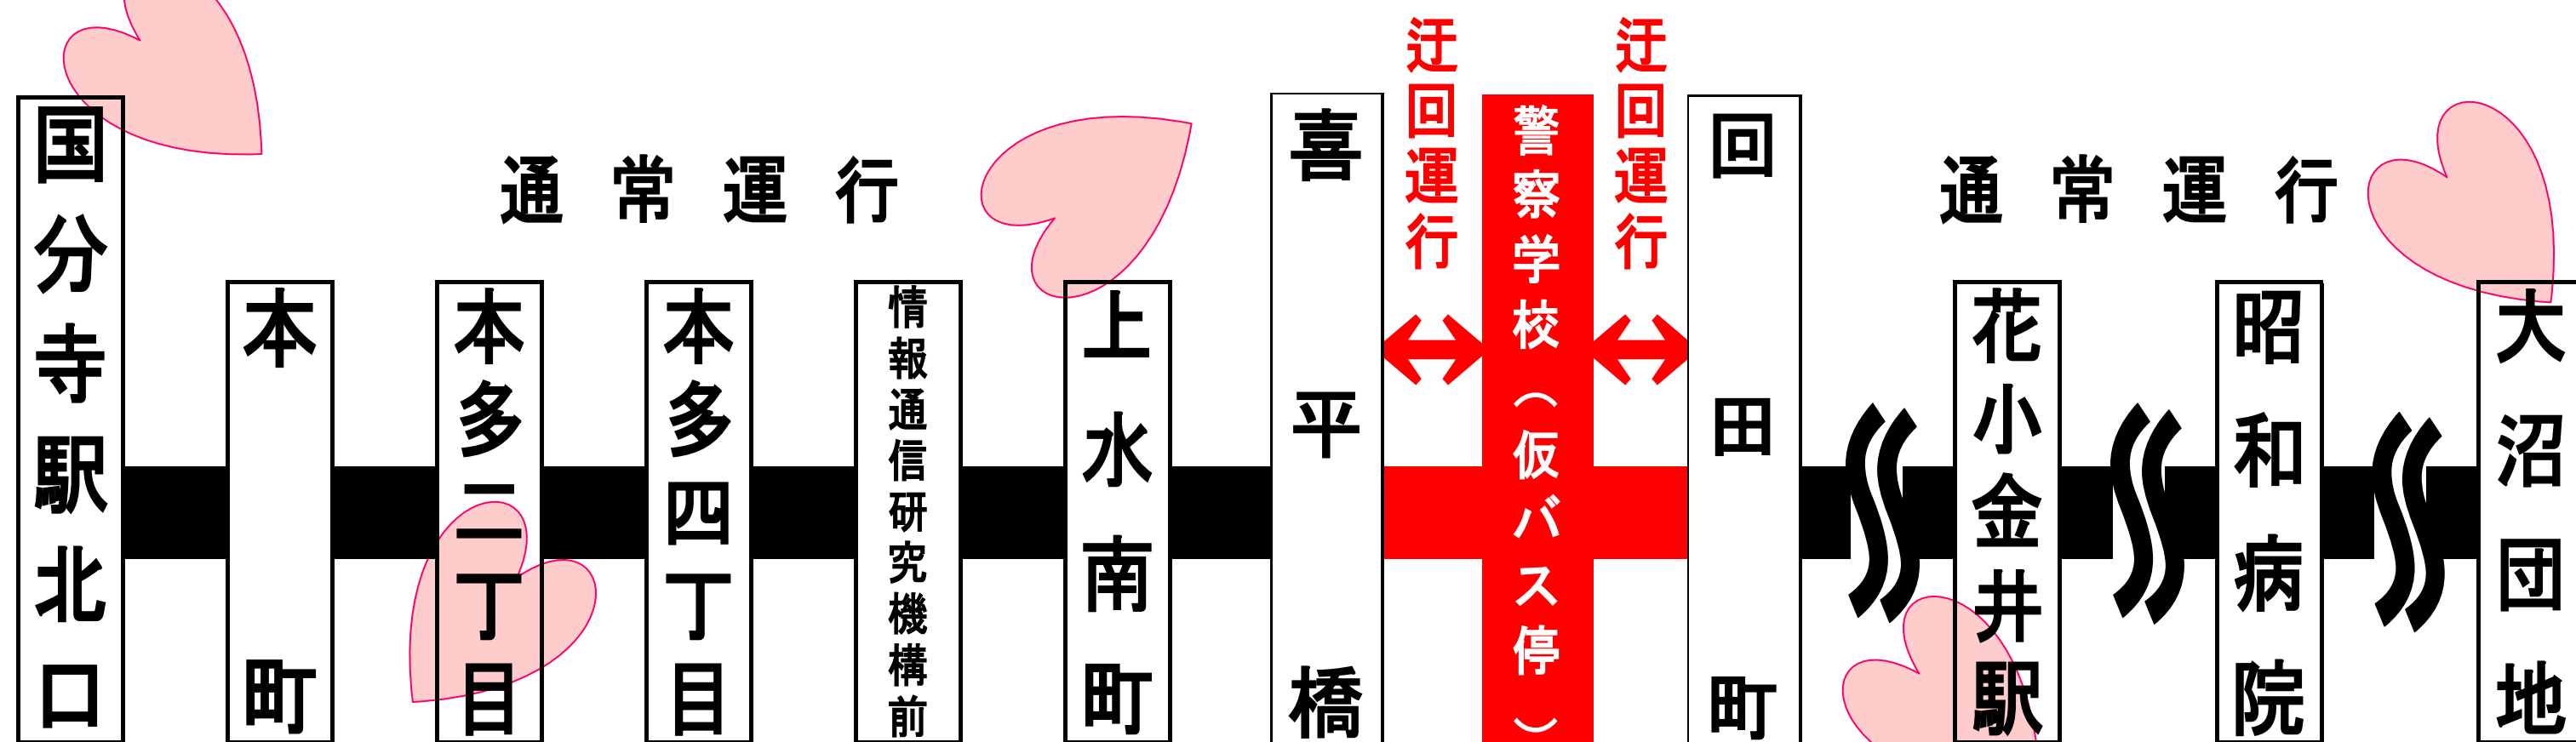 国分寺駅北口
本町
本多二丁目
通常運行
本多四丁目
情報通信研究機構前
上水南町
喜平橋
迂回運行
警察学校（仮バス停）
迂回運行
回田町
通常運行
花小金井駅
昭和病院
大沼団地